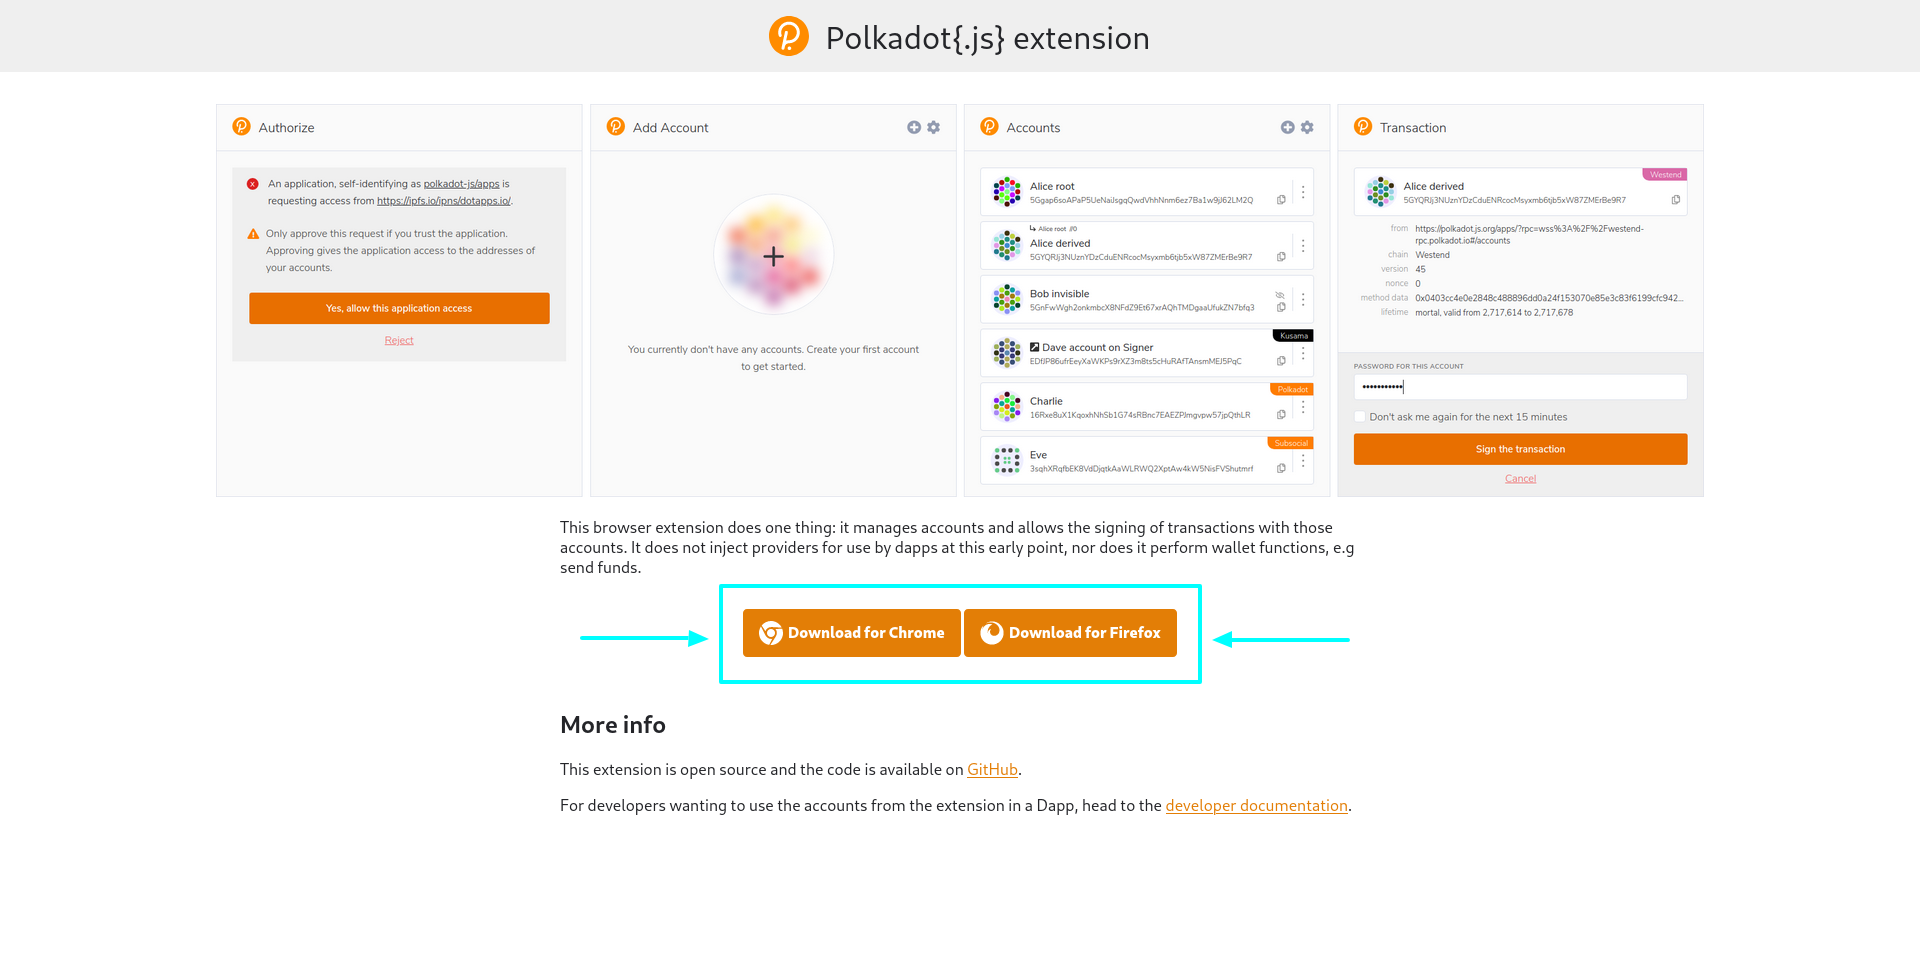 Polkadot{.js} extension
Authorize
An application, self-identifying as polkadot-js/apps is
requesting access from https://ipfs.io/ipns/dotapps.io/.
Only approve this request if you trust the application.
Approving gives the application access to the addresses of
your accounts.
Yes, allow this application access
Reject
Add Account
You currently don't have any accounts. Create your first account
to get started.
Accounts
Alice root
5Ggap6soAPaP5UeNaiJsgqQwdVhhNnm6ez7Ba1w9jJ62LM2Q
Alice root //0
Alice derived
5GYQRJj3NUznYDzCduENRcocMsyxmb6tjb5xW87ZMErBe9R7
Bob invisible
5GnFwWgh2onkmbcX8NFdZ9Et67xrAQhTMDgaaUfukZN7bfq3
Kusama
Dave account on Signer
EDfJP86ufrEeyXaWKPs9rXZ3m8ts5cHuRAfTAnsmMEJ5PqC
Polkadot
Charlie
16Rxe8uX1KqoxhNhSb1G74sRBnc7EAEZPJmgvpw57jpQthLR
Subsocial
Eve
3sqhXRqfbEK8VdDjqtkAaWLRWQ2XptAw4kW5NisFVShutmrf
Transaction
Westend
Alice derived
5GYQRJj3NUznYDzCduENRcocMsyxmb6tjb5xW87ZMErBe9R7
from https://polkadot.js.org/apps/?rpc=wss%3A%2F%2Fwestend-
rpc.polkadot.io#/accounts
chain Westend
version 45
nonce 0
method data 0x0403cc4e0e2848c488896dd0a24f153070e85e3c83f6199cfc942...
lifetime mortal, valid from 2,717,614 to 2,717,678
PASSWORD FOR THIS ACCOUNT
•••••••••••
Don't ask me again for the next 15 minutes
Sign the transaction
Cancel
This browser extension does one thing: it manages accounts and allows the signing of transactions with those
accounts. It does not inject providers for use by dapps at this early point, nor does it perform wallet functions, e.g
send funds.
Download for Chrome
Download for Firefox
More info
This extension is open source and the code is available on GitHub.
For developers wanting to use the accounts from the extension in a Dapp, head to the developer documentation.